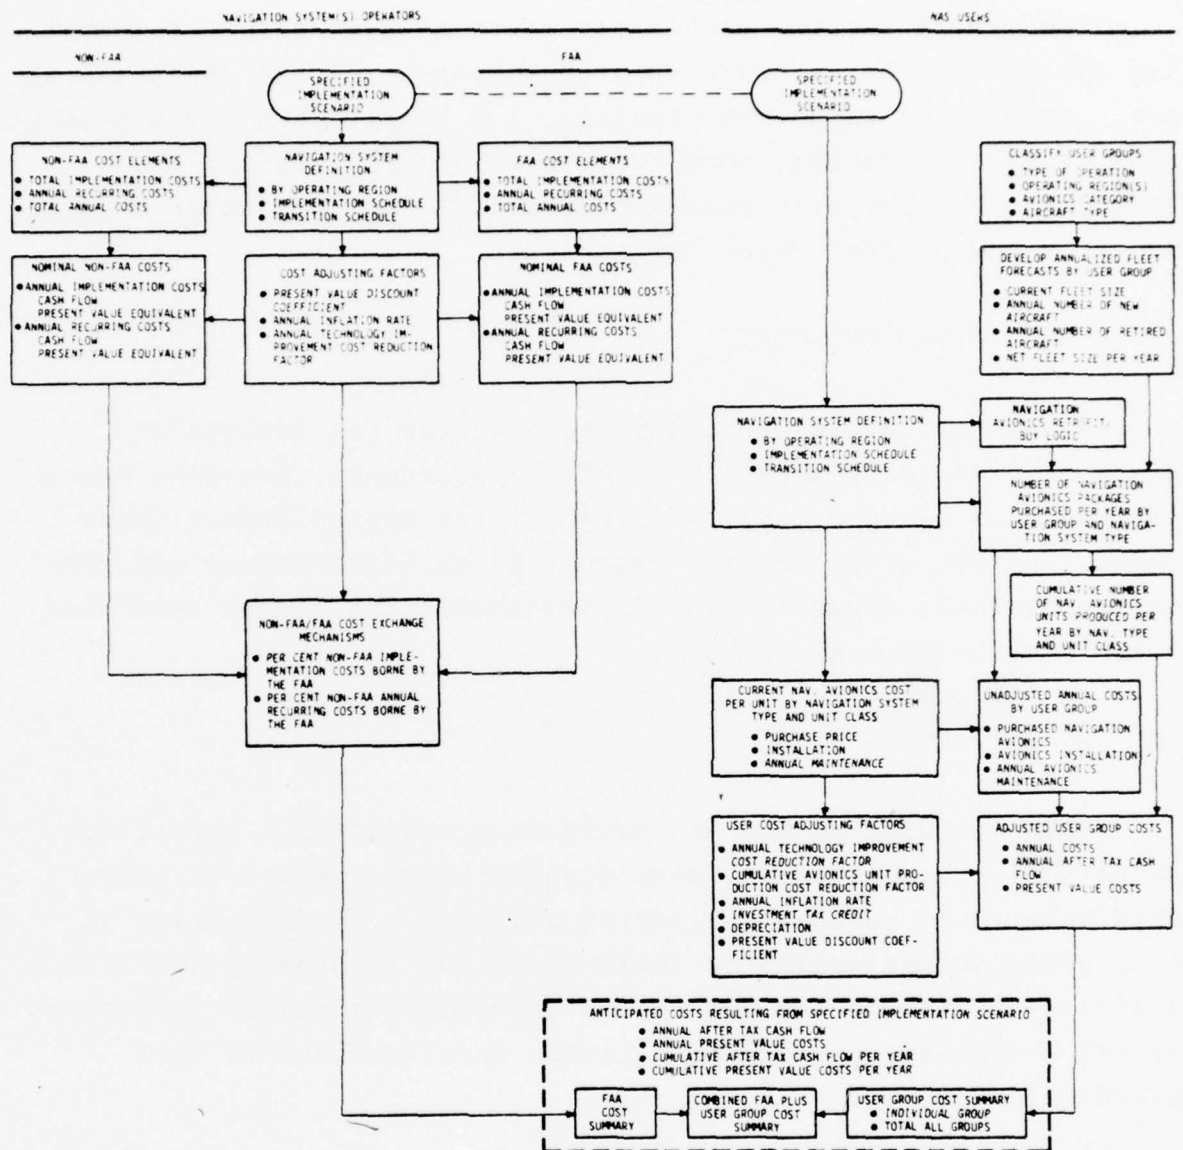 NAVIGATION SYSTEM(S) OPERATORS
NAS USERS
NON-FAA
FAA
SPECIFIED
IMPLEMENTATION
SCENARIO
SPECIFIED
IMPLEMENTATION
SCENARIO
NON-FAA COST ELEMENTS
● TOTAL IMPLEMENTATION COSTS
● ANNUAL RECURRING COSTS
● TOTAL ANNUAL COSTS
NAVIGATION SYSTEM
DEFINITION
● BY OPERATING REGION
● IMPLEMENTATION SCHEDULE
● TRANSITION SCHEDULE
FAA COST ELEMENTS
● TOTAL IMPLEMENTATION COSTS
● ANNUAL RECURRING COSTS
● TOTAL ANNUAL COSTS
CLASSIFY USER GROUPS
● TYPE OF OPERATION
● OPERATING REGION(S)
● AVIONICS CATEGORY
● AIRCRAFT TYPE
NOMINAL NON-FAA COSTS
● ANNUAL IMPLEMENTATION COSTS
CASH FLOW
PRESENT VALUE EQUIVALENT
● ANNUAL RECURRING COSTS
CASH FLOW
PRESENT VALUE EQUIVALENT
COST ADJUSTING FACTORS
● PRESENT VALUE DISCOUNT
COEFFICIENT
● ANNUAL INFLATION RATE
● ANNUAL TECHNOLOGY IM-
PROVEMENT COST REDUCTION
FACTOR
NOMINAL FAA COSTS
● ANNUAL IMPLEMENTATION COSTS
CASH FLOW
PRESENT VALUE EQUIVALENT
● ANNUAL RECURRING COSTS
CASH FLOW
PRESENT VALUE EQUIVALENT
DEVELOP ANNUALIZED FLEET
FORECASTS BY USER GROUP
● CURRENT FLEET SIZE
● ANNUAL NUMBER OF NEW
AIRCRAFT
● ANNUAL NUMBER OF RETIRED
AIRCRAFT
● NET FLEET SIZE PER YEAR
NAVIGATION SYSTEM DEFINITION
● BY OPERATING REGION
● IMPLEMENTATION SCHEDULE
● TRANSITION SCHEDULE
NAVIGATION
AVIONICS RETROFIT/
BUY LOGIC
NUMBER OF NAVIGATION
AVIONICS PACKAGES
PURCHASED PER YEAR BY
USER GROUP AND NAVIGA-
TION SYSTEM TYPE
CUMULATIVE NUMBER
OF NAV. AVIONICS
UNITS PRODUCED PER
YEAR BY NAV. TYPE
AND UNIT CLASS
NON-FAA/FAA COST EXCHANGE
MECHANISMS
● PER CENT NON-FAA IMPLE-
MENTATION COSTS BORNE BY
THE FAA
● PER CENT NON-FAA ANNUAL
RECURRING COSTS BORNE BY
THE FAA
CURRENT NAV. AVIONICS COST
PER UNIT BY NAVIGATION SYSTEM
TYPE AND UNIT CLASS
● PURCHASE PRICE
● INSTALLATION
● ANNUAL MAINTENANCE
UNADJUSTED ANNUAL COSTS
BY USER GROUP
● PURCHASED NAVIGATION
AVIONICS
● AVIONICS INSTALLATION
● ANNUAL AVIONICS
MAINTENANCE
USER COST ADJUSTING FACTORS
● ANNUAL TECHNOLOGY IMPROVEMENT
COST REDUCTION FACTOR
● CUMULATIVE AVIONICS UNIT PRO-
DUCTION COST REDUCTION FACTOR
● ANNUAL INFLATION RATE
● INVESTMENT TAX CREDIT
● DEPRECIATION
● PRESENT VALUE DISCOUNT COEF-
FICIENT
ADJUSTED USER GROUP COSTS
● ANNUAL COSTS
● ANNUAL AFTER TAX CASH
FLOW
● PRESENT VALUE COSTS
ANTICIPATED COSTS RESULTING FROM SPECIFIED IMPLEMENTATION SCENARIO
● ANNUAL AFTER TAX CASH FLOW
● ANNUAL PRESENT VALUE COSTS
● CUMULATIVE AFTER TAX CASH FLOW PER YEAR
● CUMULATIVE PRESENT VALUE COSTS PER YEAR
FAA
COST
SUMMARY
COMBINED FAA PLUS
USER GROUP COST
SUMMARY
USER GROUP COST SUMMARY
● INDIVIDUAL GROUP
● TOTAL ALL GROUPS